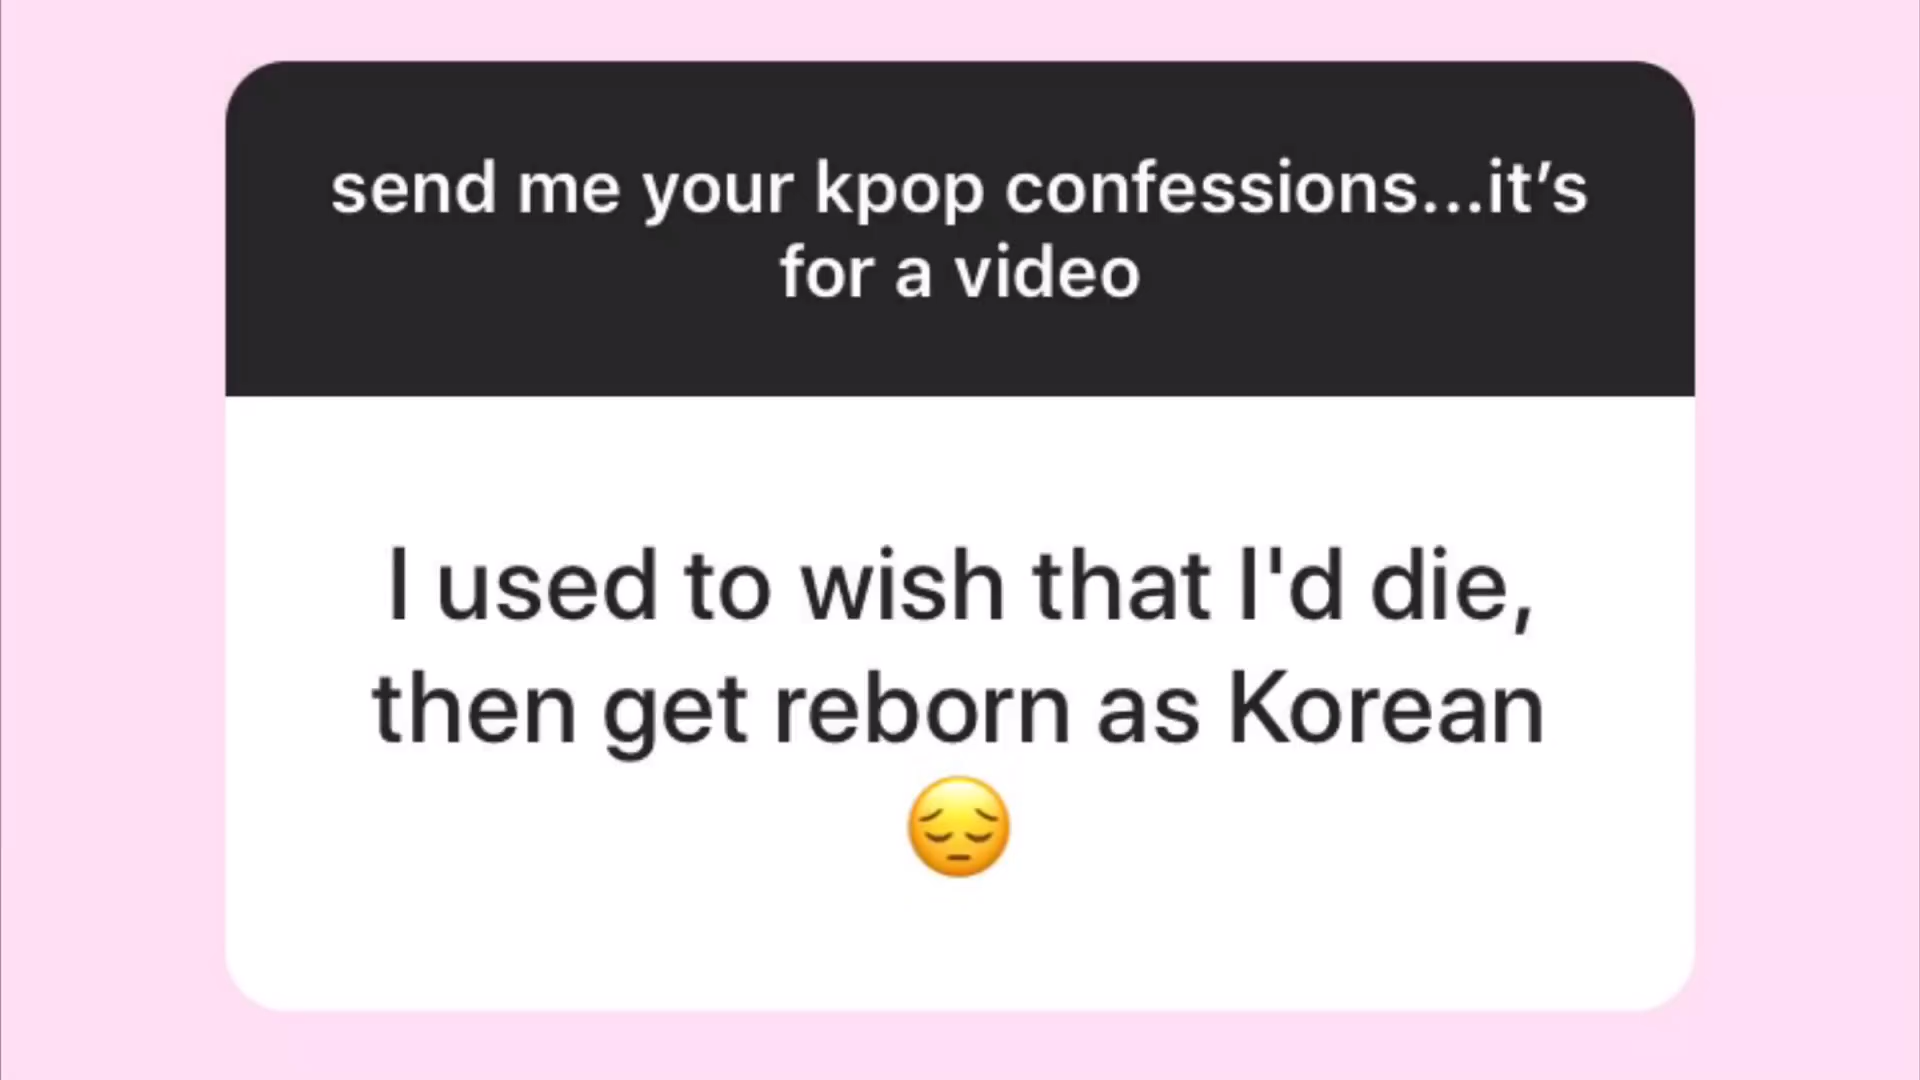 send me your kpop confessions...it’s
for a video
I used to wish that I'd die,
then get reborn as Korean
😔